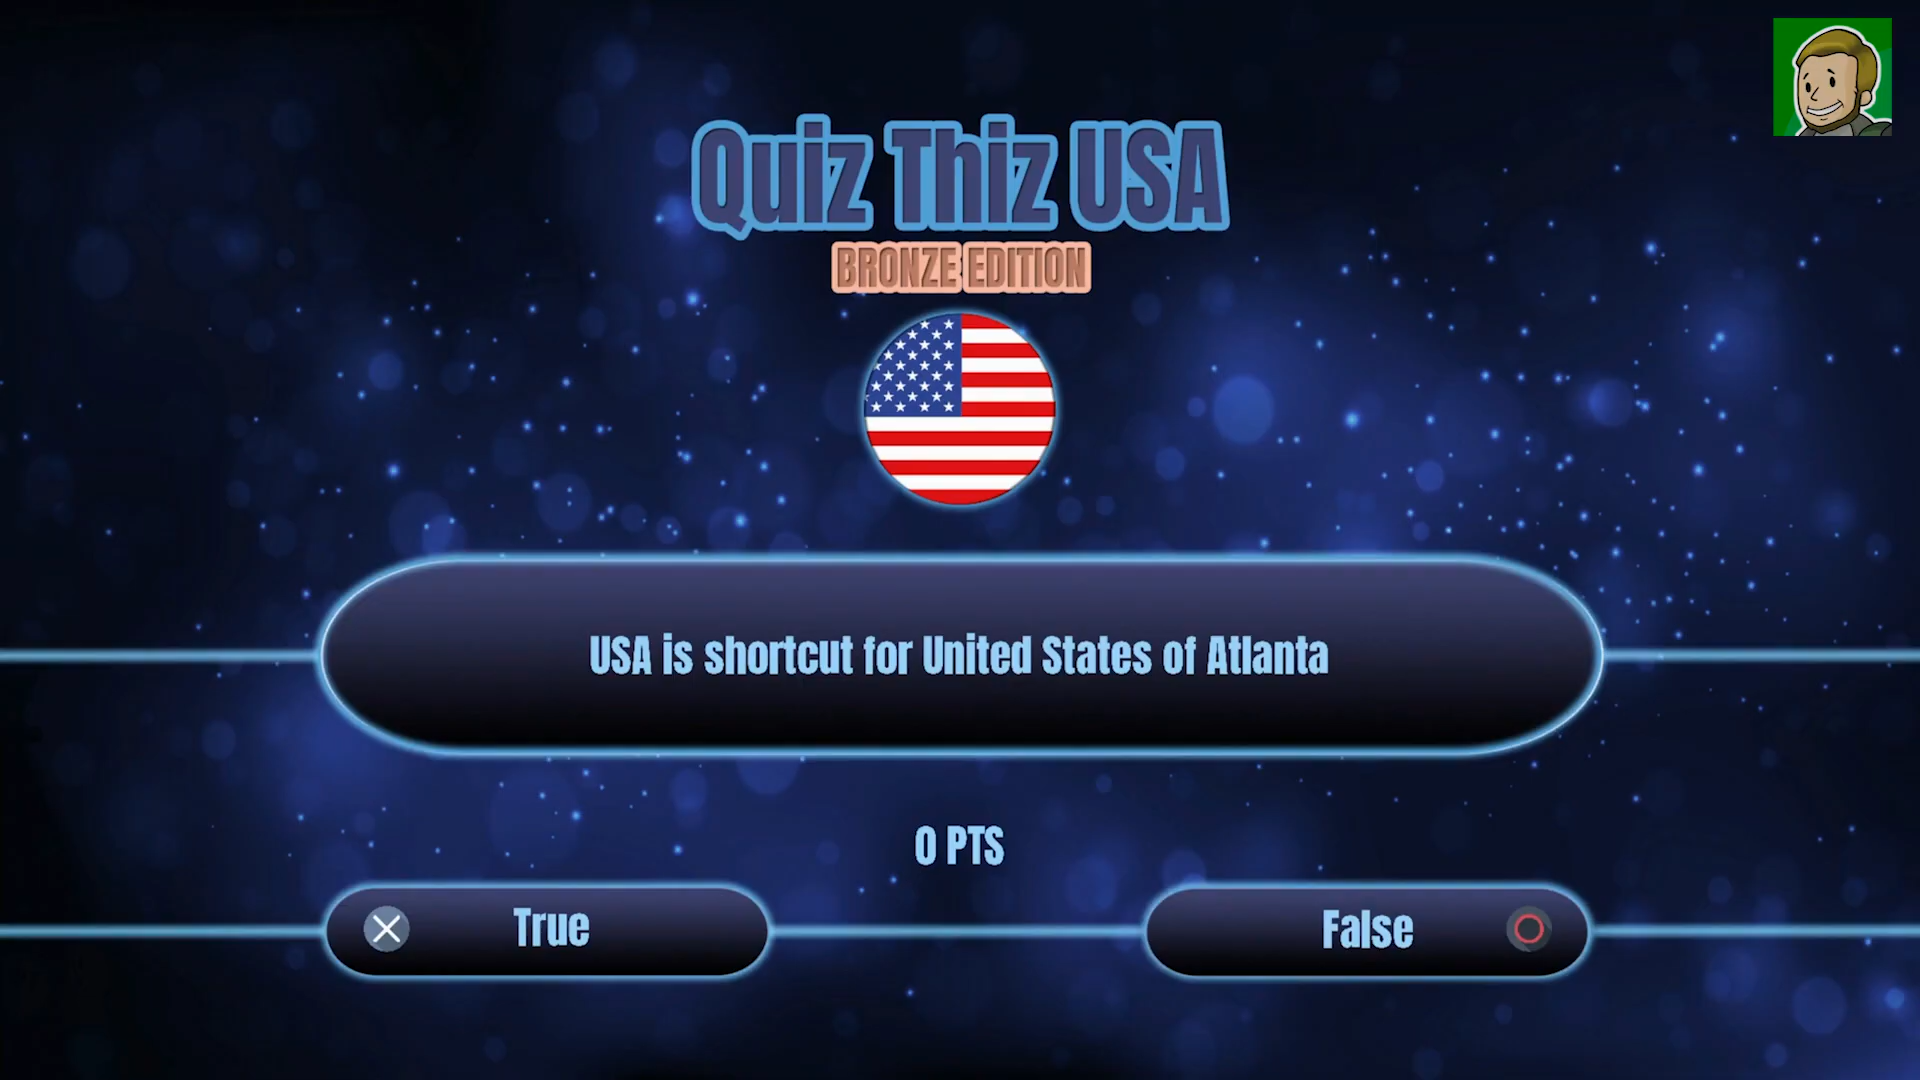 Quiz Thiz USA
BRONZE EDITION
USA is shortcut for United States of Atlanta
0 PTS
True
False